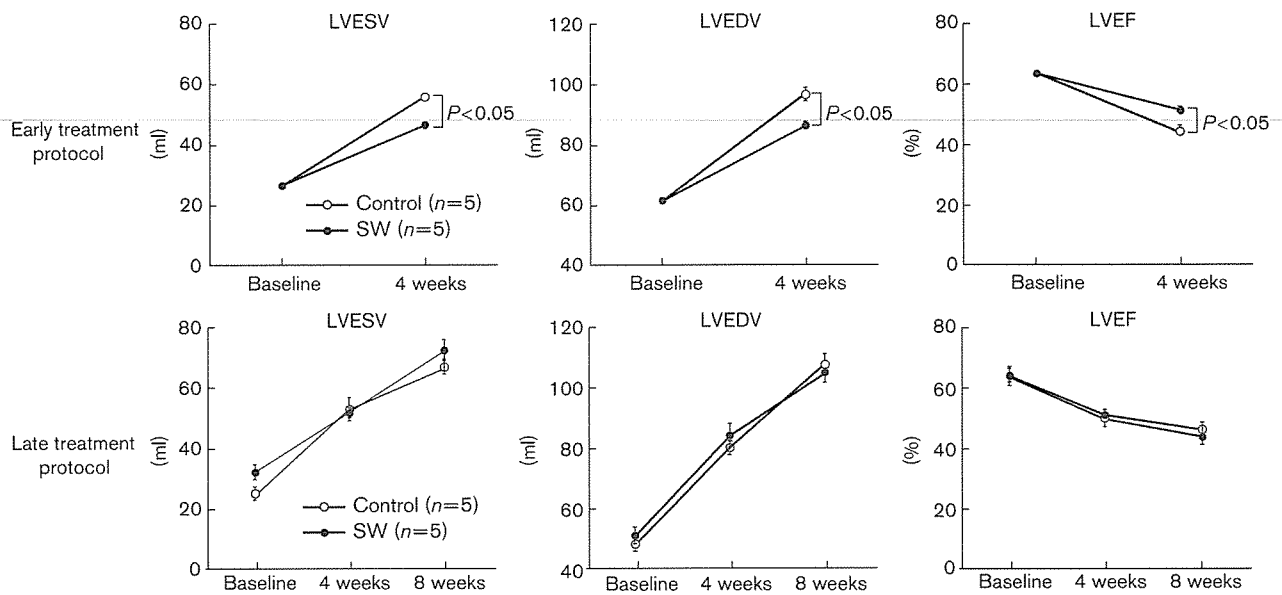 LVESV
LVEDV
LVEF
Early treatment
protocol
(ml)
80
60
40
20
0
P<0.05
Control (n=5)
SW (n=5)
Baseline
4 weeks
(ml)
120
100
80
60
40
P<0.05
Baseline
4 weeks
(%)
80
60
40
20
0
P<0.05
Baseline
4 weeks
LVESV
LVEDV
LVEF
Late treatment
protocol
(ml)
80
60
40
20
0
Control (n=5)
SW (n=5)
Baseline 4 weeks 8 weeks
(ml)
120
100
80
60
40
Baseline 4 weeks 8 weeks
(%)
80
60
40
20
0
Baseline 4 weeks 8 weeks